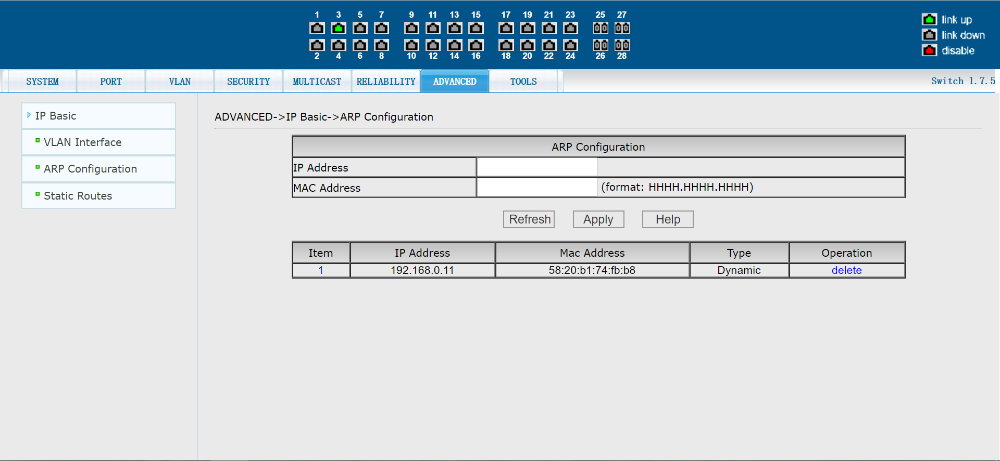 1 3 5 7 9 11 13 15 17 19 21 23 25 27
2 4 6 8 10 12 14 16 18 20 22 24 26 28
link up
link down
disable
SYSTEM PORT VLAN SECURITY MULTICAST RELIABILITY ADVANCED TOOLS Switch 1.7.5
IP Basic
VLAN Interface
ARP Configuration
Static Routes
ADVANCED->IP Basic->ARP Configuration
ARP Configuration
IP Address
MAC Address (format: HHHH.HHHH.HHHH)
Refresh Apply Help
Item IP Address Mac Address Type Operation
1 192.168.0.11 58:20:b1:74:fb:b8 Dynamic delete